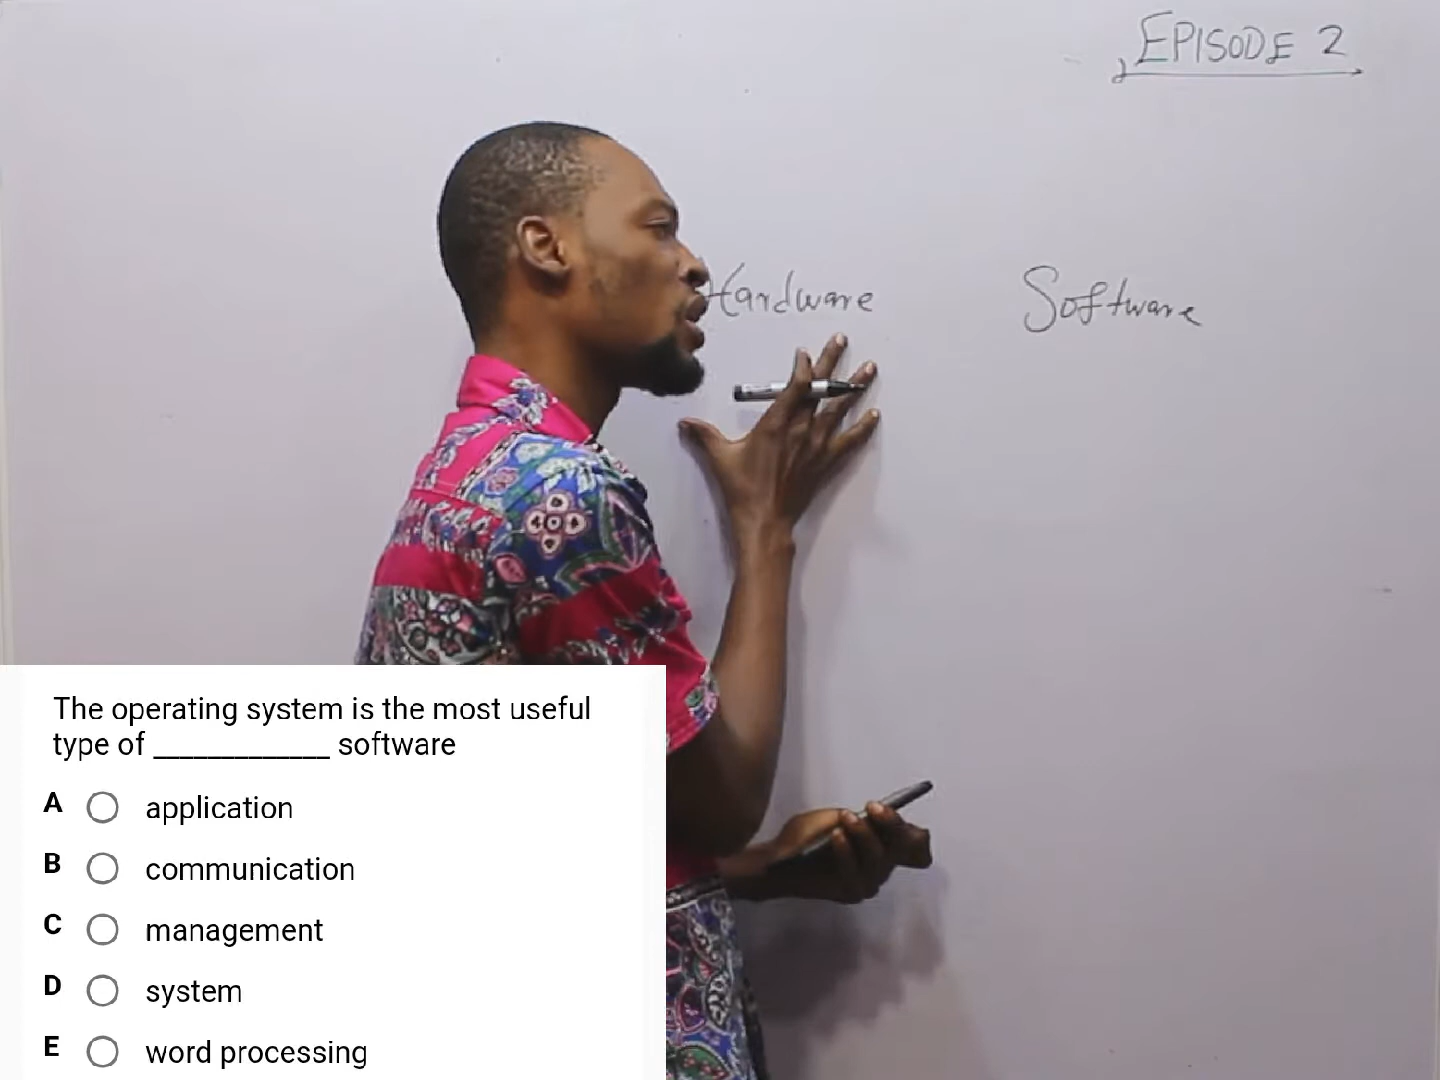 EPISODE 2
Hardware
Software
The operating system is the most useful
type of ____________ software
A application
B communication
C management
D system
E word processing